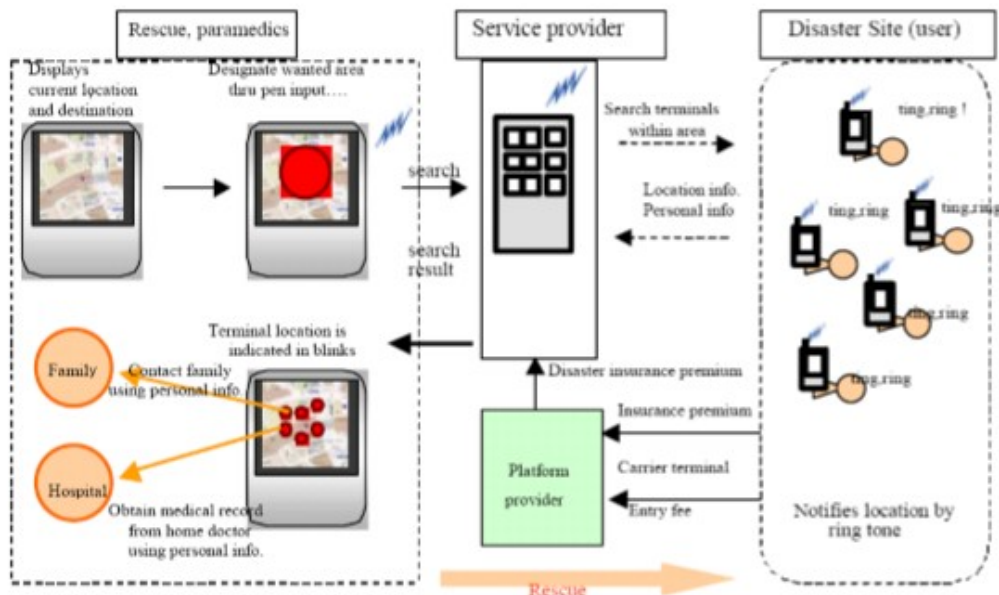 Rescue, paramedics
Service provider
Disaster Site (user)
Displays
current location
and destination
Designate wanted area
thru pen input….
search
search
result
Search terminals
within area
Location info.
Personal info
ting,ring !
ting,ring
ting,ring
ting,ring
ting,ring
Notifies location by
ring tone
Terminal location is
indicated in blinks
Family
Contact family
using personal info.
Hospital
Obtain medical record
from home doctor
using personal info.
Disaster insurance premium
Insurance premium
Carrier terminal
Entry fee
Platform
provider
Rescue